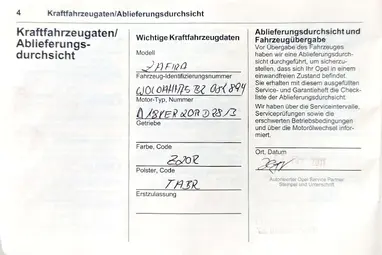 4 Kraftfahrzeugaten/Ablieferungsdurchsicht
Kraftfahrzeugaten/
Ablieferungs-
durchsicht
Wichtige Kraftfahrzeugdaten
Modell
ZAFIRA
Fahrzeug-Identifizierungsnummer
Motor-Typ, Nummer
Getriebe
Farbe, Code
Z20R
Polster, Code
TABR
Erstzulassung
Ablieferungsdurchsicht und
Fahrzeugübergabe
Vor Übergabe des Fahrzeuges
haben wir eine Ablieferungs-
durchsicht durchgeführt, um sicherzu-
stellen, dass sich Ihr Opel in einem
einwandfreien Zustand befindet
Sie erhalten mit diesem ausgefüllten
Service- und Garantieheft die Check-
liste der Ablieferungsdurchsicht.
Wir haben über die Serviceintervalle,
Serviceprüfungen sowie die
erschwerten Betriebsbedingungen
und über die Motorölwechsel infor-
miert.
Ort, Datum
Autorisierter Opel Service Partner
Stempel und Unterschrift